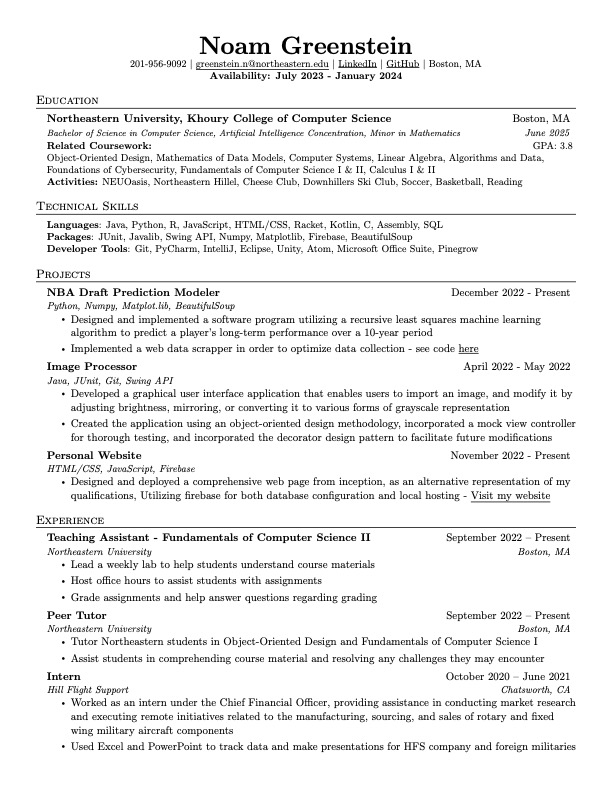 Noam Greenstein
201-956-9092 | greenstein.n@northeastern.edu | LinkedIn | GitHub | Boston, MA
Availability: July 2023 - January 2024
Education
Northeastern University, Khoury College of Computer Science Boston, MA
Bachelor of Science in Computer Science, Artificial Intelligence Concentration, Minor in Mathematics June 2025
Related Coursework: GPA: 3.8
Object-Oriented Design, Mathematics of Data Models, Computer Systems, Linear Algebra, Algorithms and Data,
Foundations of Cybersecurity, Fundamentals of Computer Science I & II, Calculus I & II
Activities: NEUOasis, Northeastern Hillel, Cheese Club, Downhillers Ski Club, Soccer, Basketball, Reading
Technical Skills
Languages: Java, Python, R, JavaScript, HTML/CSS, Racket, Kotlin, C, Assembly, SQL
Packages: JUnit, Javalib, Swing API, Numpy, Matplotlib, Firebase, BeautifulSoup
Developer Tools: Git, PyCharm, IntelliJ, Eclipse, Unity, Atom, Microsoft Office Suite, Pinegrow
Projects
NBA Draft Prediction Modeler December 2022 - Present
Python, Numpy, Matplot.lib, BeautifulSoup
• Designed and implemented a software program utilizing a recursive least squares machine learning
algorithm to predict a player's long-term performance over a 10-year period
• Implemented a web data scrapper in order to optimize data collection - see code here
Image Processor April 2022 - May 2022
Java, JUnit, Git, Swing API
• Developed a graphical user interface application that enables users to import an image, and modify it by
adjusting brightness, mirroring, or converting it to various forms of grayscale representation
• Created the application using an object-oriented design methodology, incorporated a mock view controller
for thorough testing, and incorporated the decorator design pattern to facilitate future modifications
Personal Website November 2022 - Present
HTML/CSS, JavaScript, Firebase
• Designed and deployed a comprehensive web page from inception, as an alternative representation of my
qualifications, Utilizing firebase for both database configuration and local hosting - Visit my website
Experience
Teaching Assistant - Fundamentals of Computer Science II September 2022 – Present
Northeastern University Boston, MA
• Lead a weekly lab to help students understand course materials
• Host office hours to assist students with assignments
• Grade assignments and help answer questions regarding grading
Peer Tutor September 2022 – Present
Northeastern University Boston, MA
• Tutor Northeastern students in Object-Oriented Design and Fundamentals of Computer Science I
• Assist students in comprehending course material and resolving any challenges they may encounter
Intern October 2020 – June 2021
Hill Flight Support Chatsworth, CA
• Worked as an intern under the Chief Financial Officer, providing assistance in conducting market research
and executing remote initiatives related to the manufacturing, sourcing, and sales of rotary and fixed
wing military aircraft components
• Used Excel and PowerPoint to track data and make presentations for HFS company and foreign militaries